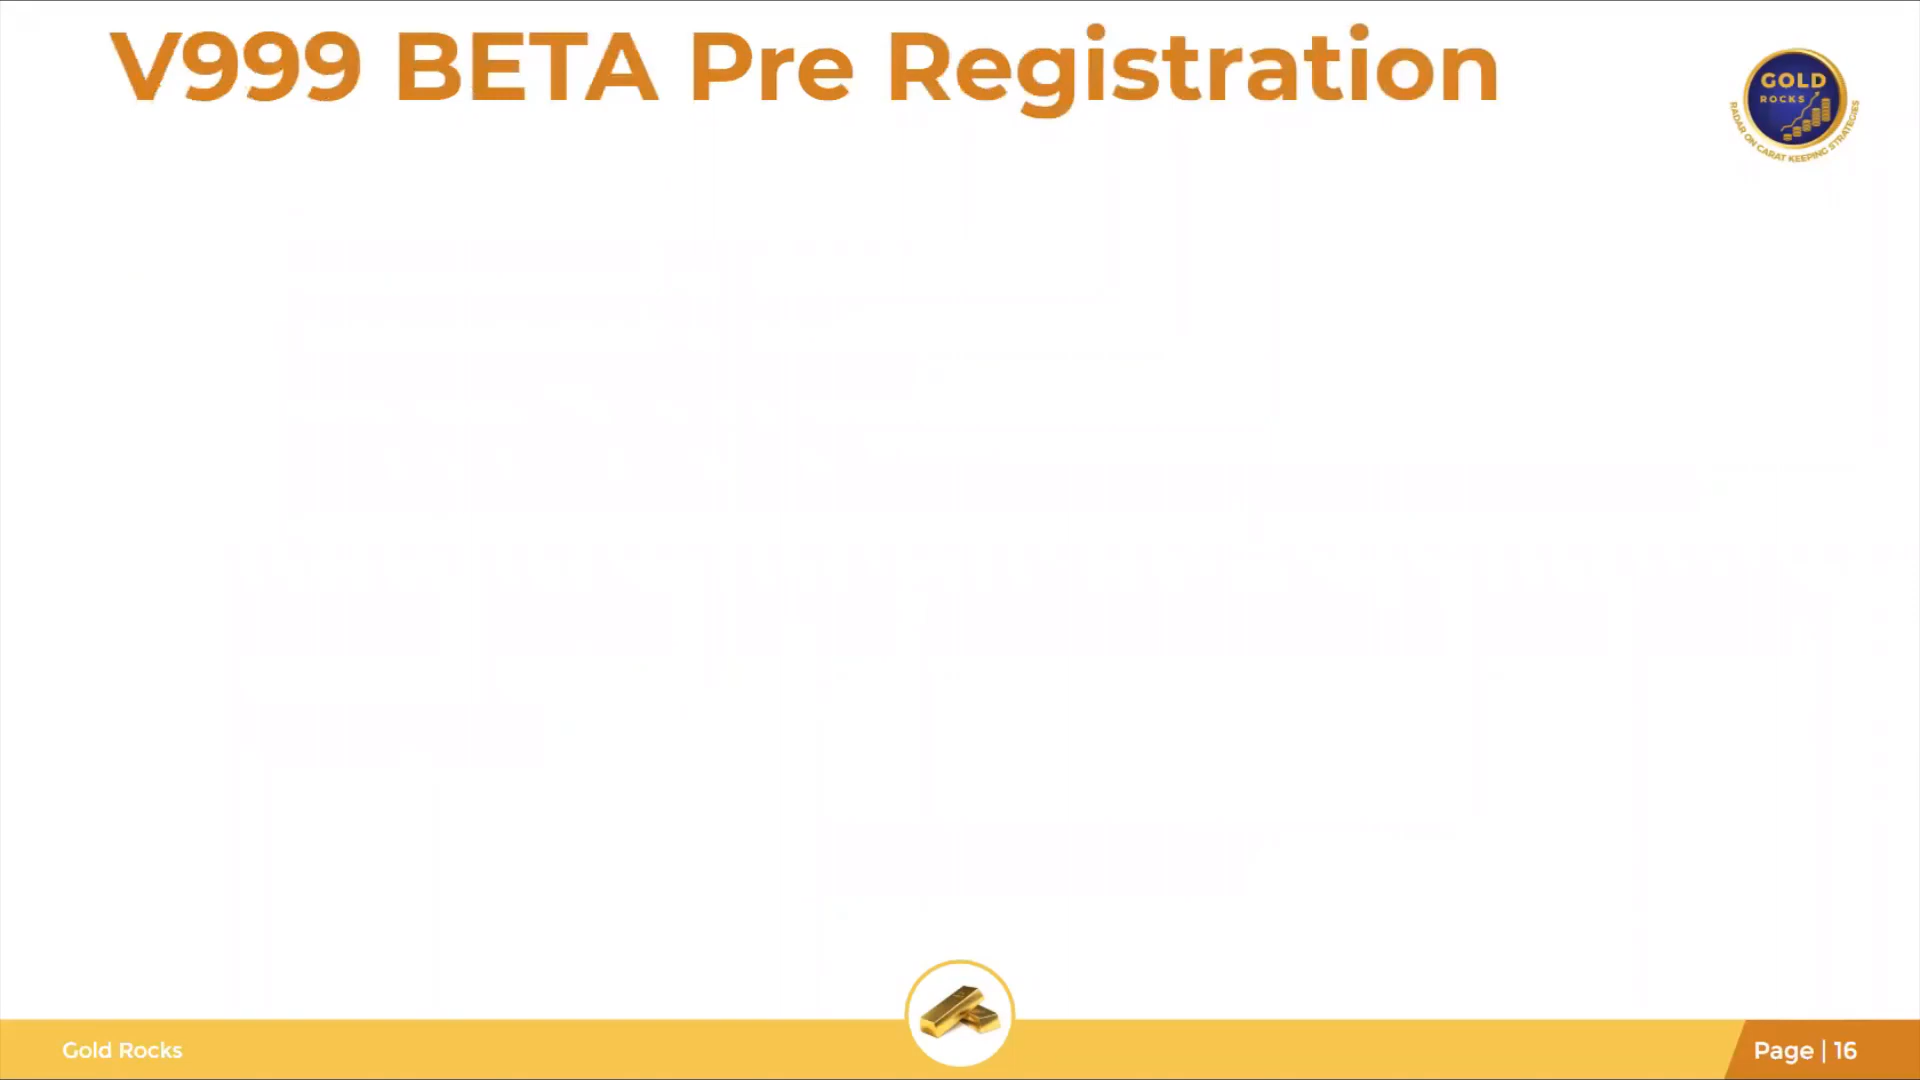 V999 BETA Pre Registration
GOLD
ROCKS
RADAR ON CARAT KEEPING STRATEGIES
Gold Rocks
Page | 16